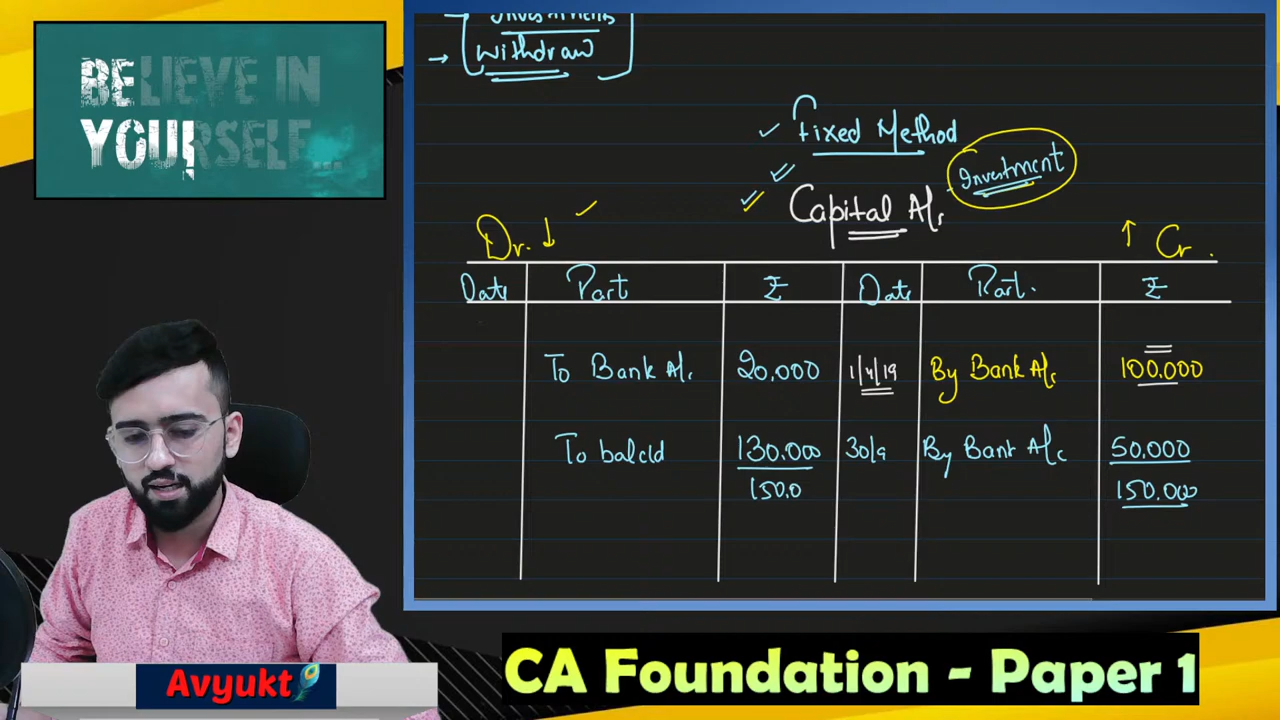 BELIEVE IN
YOURSELF...
Investments
→ withdraw
Fixed Method
Investment
Capital A/c
Dr. ↓
↑ Cr.
Date Part ₹ Date Part. ₹
To Bank A/c 20,000 1/4/19 By Bank A/c 100.000
To bal c/d 130.000 30/9 By Bank A/c 50,000
150.0 150.000
Avyukt
CA Foundation - Paper 1